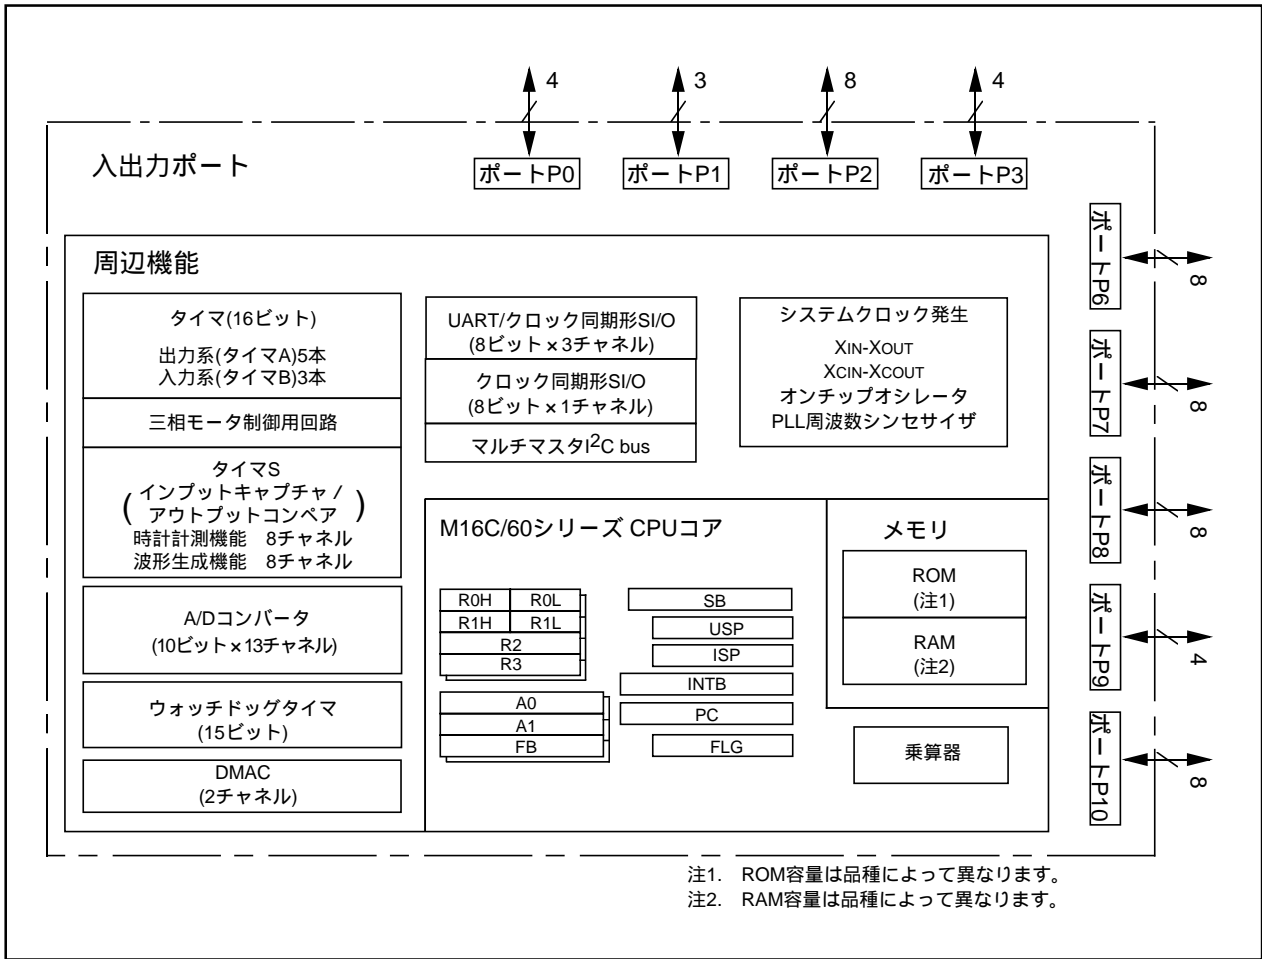 4
3
8
4
入出力ポート
ポートP0
ポートP1
ポートP2
ポートP3
ポートP6
8
ポートP7
8
ポートP8
8
ポートP9
4
ポートP10
8
周辺機能
タイマ(16ビット)
出力系(タイマA)5本
入力系(タイマB)3本
三相モータ制御用回路
タイマS
(インプットキャプチャ /
アウトプットコンペア)
時計計測機能 8チャネル
波形生成機能 8チャネル
A/Dコンバータ
(10ビット×13チャネル)
ウォッチドッグタイマ
(15ビット)
DMAC
(2チャネル)
UART/クロック同期形SI/O
(8ビット×3チャネル)
クロック同期形SI/O
(8ビット×1チャネル)
マルチマスタI²C bus
システムクロック発生
XIN-XOUT
XCIN-XCOUT
オンチップオシレータ
PLL周波数シンセサイザ
M16C/60シリーズ CPUコア
R0H R0L
R1H R1L
R2
R3
A0
A1
FB
SB
USP
ISP
INTB
PC
FLG
メモリ
ROM
(注1)
RAM
(注2)
乗算器
注1. ROM容量は品種によって異なります。
注2. RAM容量は品種によって異なります。